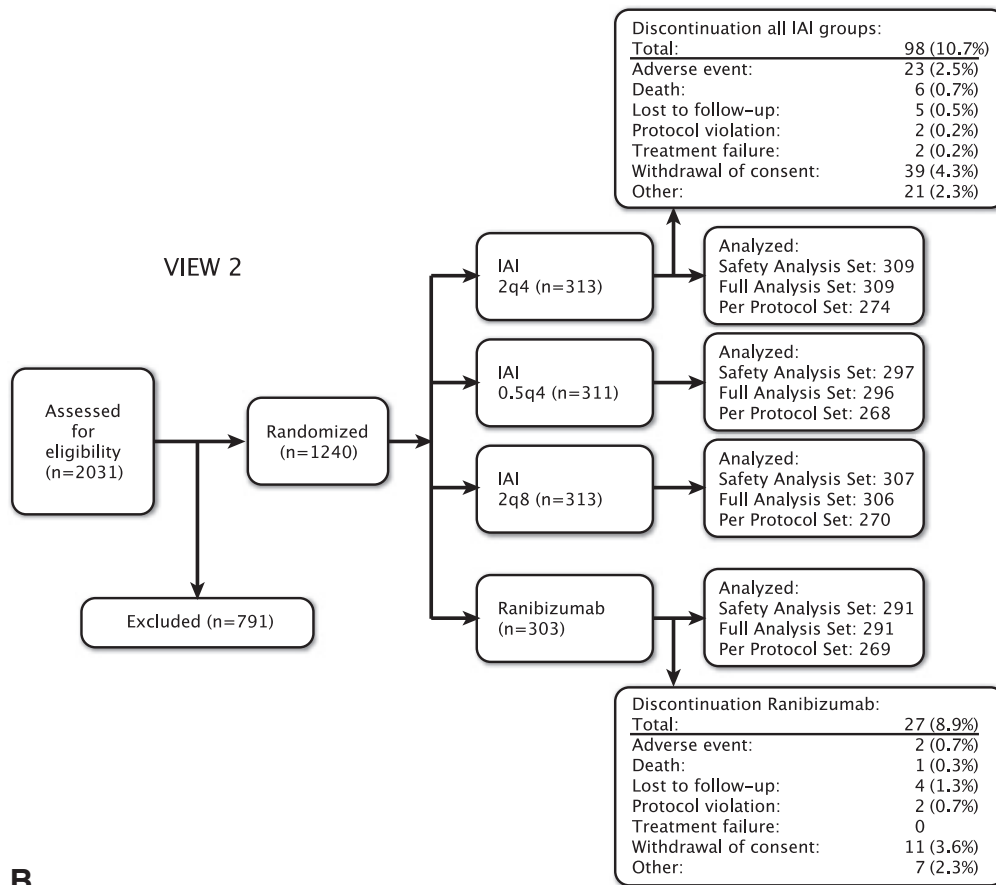 Discontinuation all IAI groups:
Total: 98 (10.7%)
Adverse event: 23 (2.5%)
Death: 6 (0.7%)
Lost to follow-up: 5 (0.5%)
Protocol violation: 2 (0.2%)
Treatment failure: 2 (0.2%)
Withdrawal of consent: 39 (4.3%)
Other: 21 (2.3%)
VIEW 2
IAI
2q4 (n=313)
Analyzed:
Safety Analysis Set: 309
Full Analysis Set: 309
Per Protocol Set: 274
Assessed
for
eligibility
(n=2031)
Randomized
(n=1240)
IAI
0.5q4 (n=311)
Analyzed:
Safety Analysis Set: 297
Full Analysis Set: 296
Per Protocol Set: 268
IAI
2q8 (n=313)
Analyzed:
Safety Analysis Set: 307
Full Analysis Set: 306
Per Protocol Set: 270
Excluded (n=791)
Ranibizumab
(n=303)
Analyzed:
Safety Analysis Set: 291
Full Analysis Set: 291
Per Protocol Set: 269
Discontinuation Ranibizumab:
Total: 27 (8.9%)
Adverse event: 2 (0.7%)
Death: 1 (0.3%)
Lost to follow-up: 4 (1.3%)
Protocol violation: 2 (0.7%)
Treatment failure: 0
Withdrawal of consent: 11 (3.6%)
Other: 7 (2.3%)
B